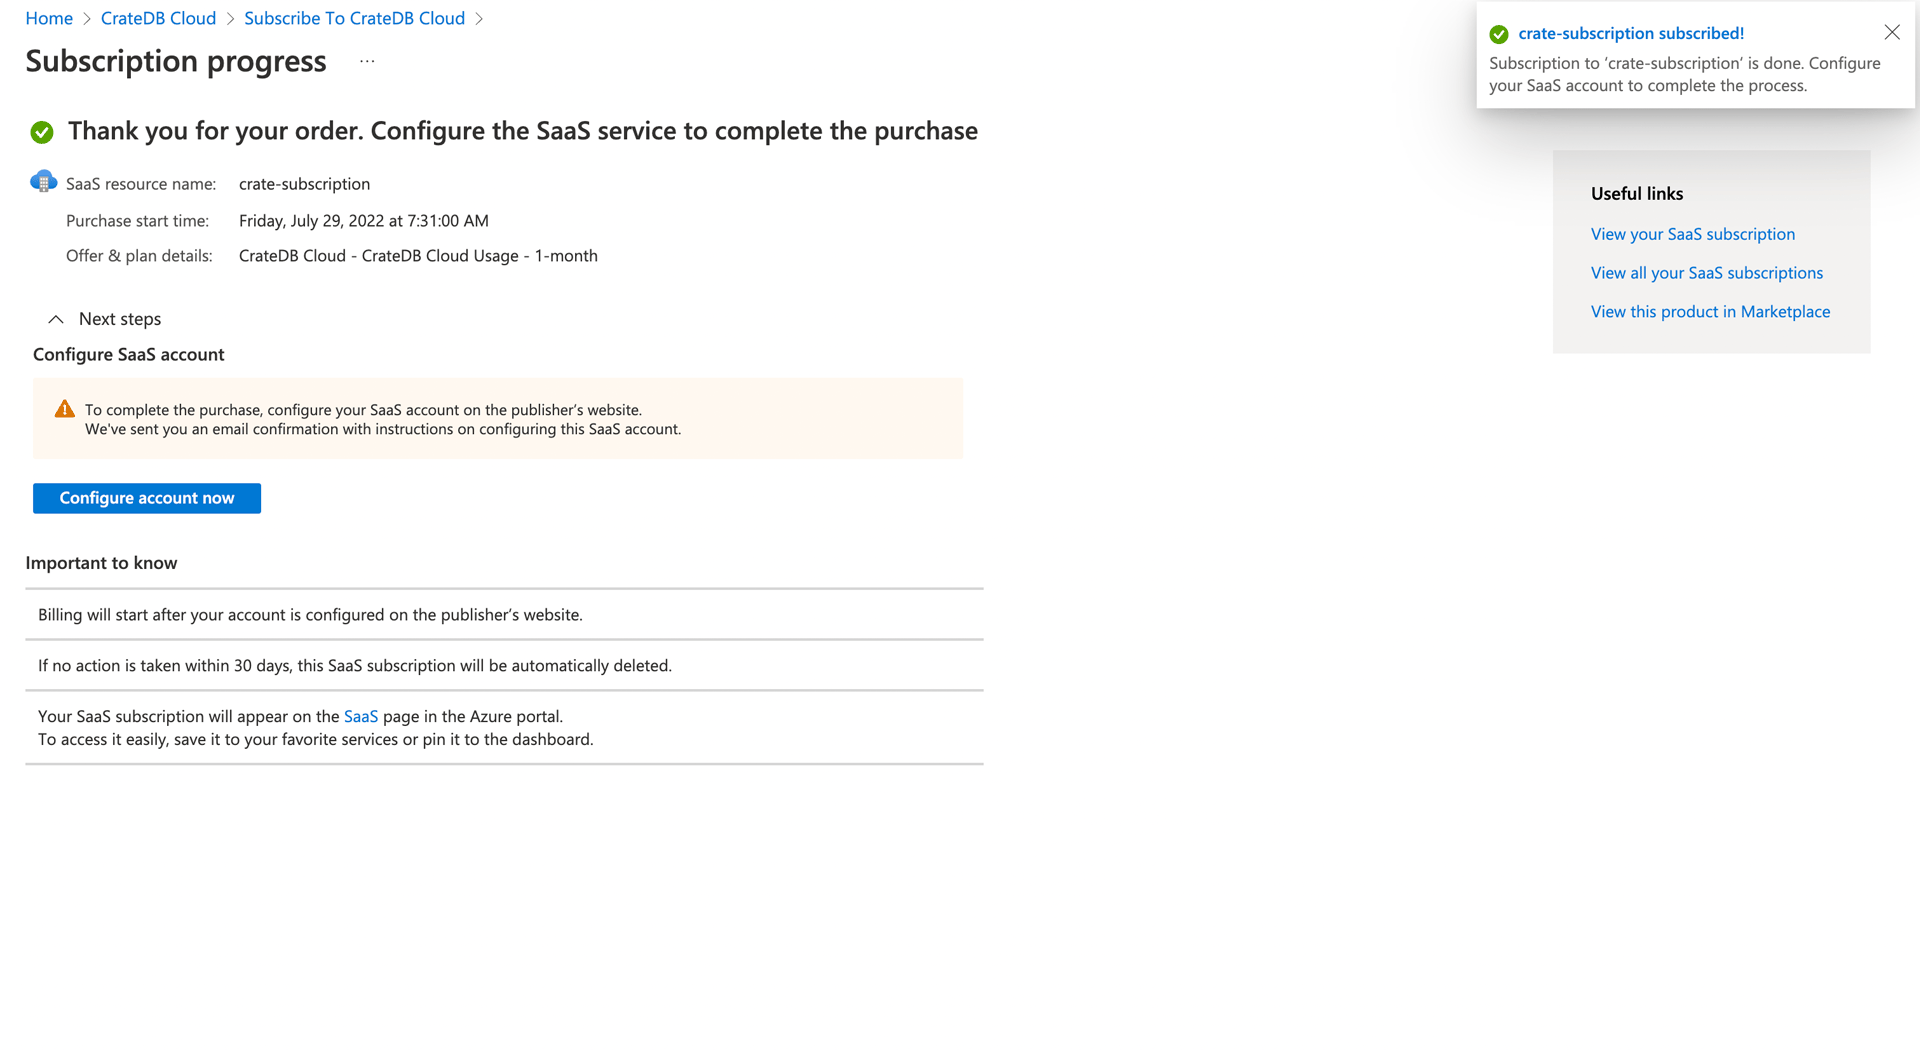 Home > CrateDB Cloud > Subscribe To CrateDB Cloud >
Subscription progress ...
crate-subscription subscribed!
Subscription to ‘crate-subscription’ is done. Configure
your SaaS account to complete the process.
Thank you for your order. Configure the SaaS service to complete the purchase
SaaS resource name: crate-subscription
Purchase start time: Friday, July 29, 2022 at 7:31:00 AM
Offer & plan details: CrateDB Cloud - CrateDB Cloud Usage - 1-month
Next steps
Configure SaaS account
To complete the purchase, configure your SaaS account on the publisher’s website.
We've sent you an email confirmation with instructions on configuring this SaaS account.
Configure account now
Important to know
Billing will start after your account is configured on the publisher’s website.
If no action is taken within 30 days, this SaaS subscription will be automatically deleted.
Your SaaS subscription will appear on the SaaS page in the Azure portal.
To access it easily, save it to your favorite services or pin it to the dashboard.
Useful links
View your SaaS subscription
View all your SaaS subscriptions
View this product in Marketplace